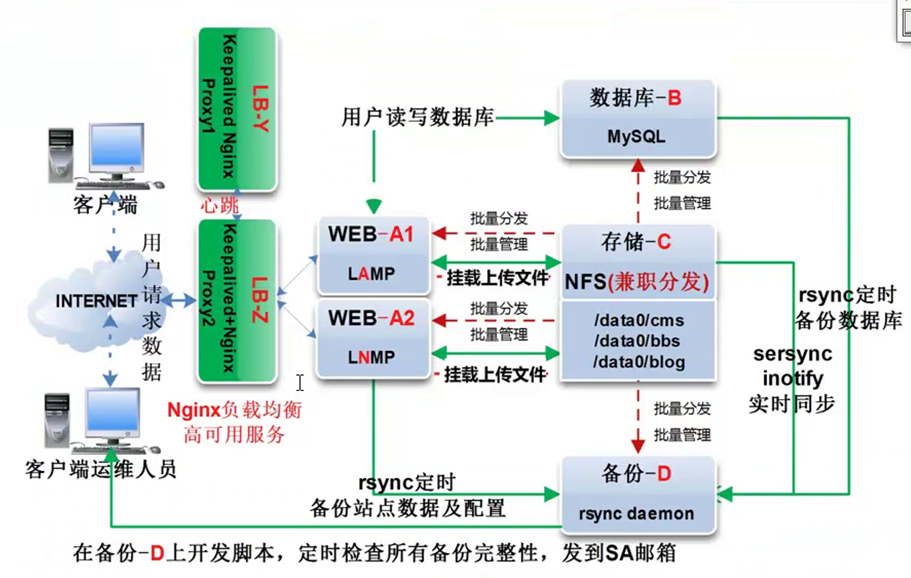 LB-Y
Keepalived Nginx
Proxy1
心跳
LB-Z
Keepalived+Nginx
Proxy2
Nginx负载均衡
高可用服务
客户端
INTERNET
用户请求数据
客户端运维人员
用户读写数据库
WEB-A1
LAMP
WEB-A2
LNMP
批量分发
批量管理
挂载上传文件
批量分发
批量管理
挂载上传文件
数据库-B
MySQL
批量分发
批量管理
存储-C
NFS(兼职分发)
/data0/cms
/data0/bbs
/data0/blog
批量分发
批量管理
rsync定时
备份数据库
sersync
inotify
实时同步
备份-D
rsync daemon
rsync定时
备份站点数据及配置
在备份-D上开发脚本，定时检查所有备份完整性，发到SA邮箱